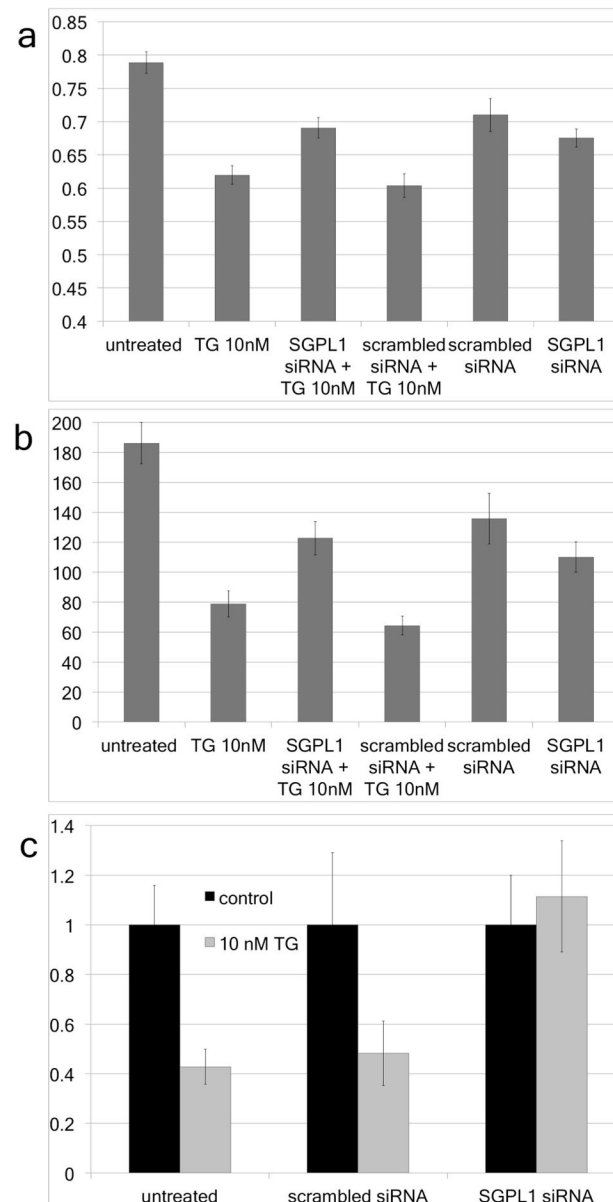 a
0.85
0.8
0.75
0.7
0.65
0.6
0.55
0.5
0.45
0.4
untreated TG 10nM SGPL1 scrambled scrambled SGPL1
siRNA + siRNA + siRNA siRNA
TG 10nM TG 10nM
b
200
180
160
140
120
100
80
60
40
20
0
untreated TG 10nM SGPL1 scrambled scrambled SGPL1
siRNA + siRNA + siRNA siRNA
TG 10nM TG 10nM
c
1.4
1.2
1
0.8
0.6
0.4
0.2
0
control
10 nM TG
untreated scrambled siRNA SGPL1 siRNA